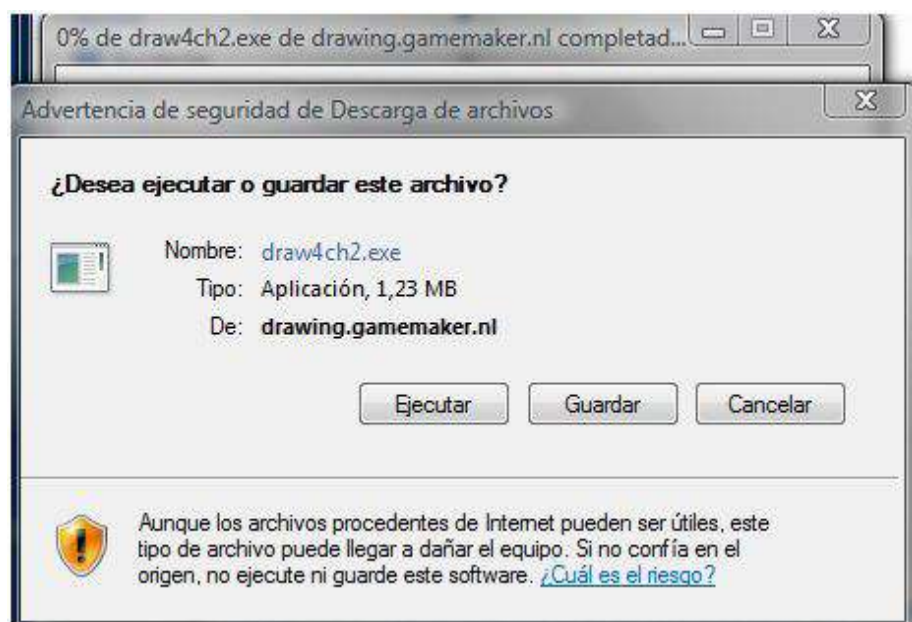 0% de draw4ch2.exe de drawing.gamemaker.nl completad...
Advertencia de seguridad de Descarga de archivos
¿Desea ejecutar o guardar este archivo?
Nombre: draw4ch2.exe
Tipo: Aplicación, 1,23 MB
De: drawing.gamemaker.nl
Ejecutar Guardar Cancelar
Aunque los archivos procedentes de Internet pueden ser útiles, este
tipo de archivo puede llegar a dañar el equipo. Si no confía en el
origen, no ejecute ni guarde este software. ¿Cuál es el riesgo?